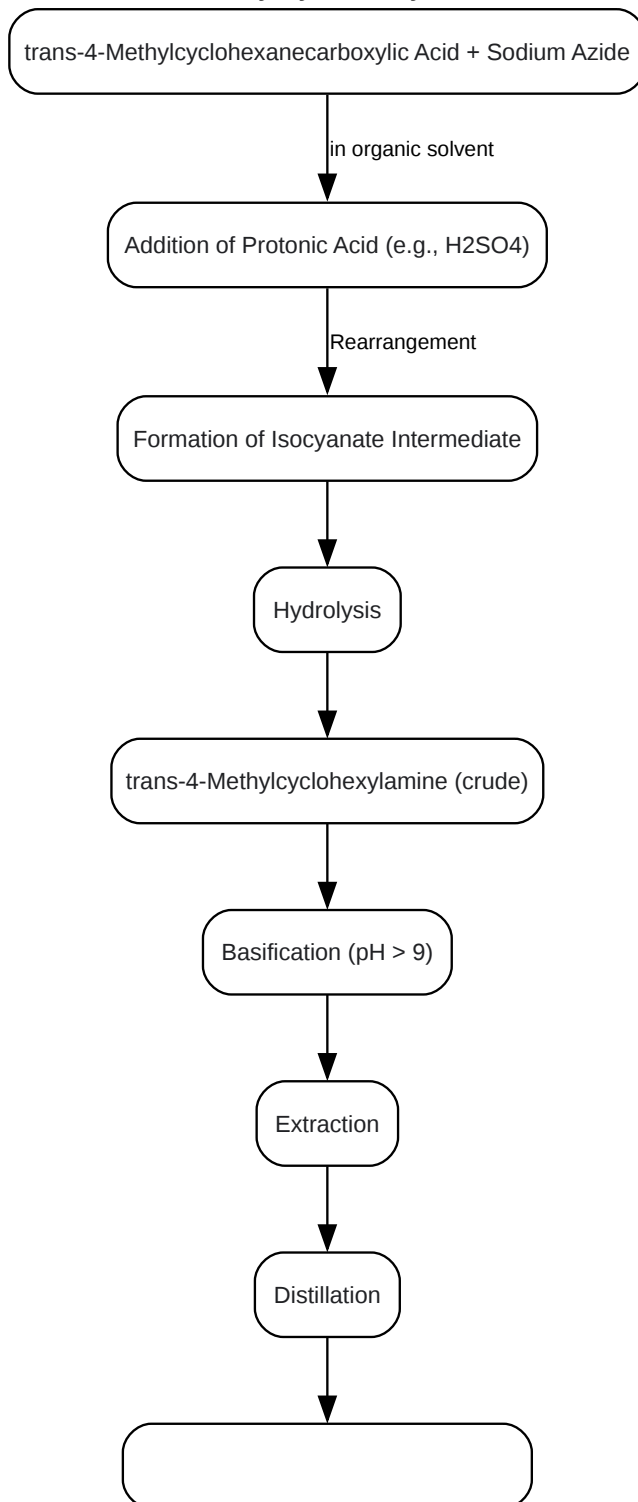 trans-4-Methylcyclohexanecarboxylic Acid + Sodium Azide
in organic solvent
Addition of Protonic Acid (e.g., H2SO4)
Rearrangement
Formation of Isocyanate Intermediate
Hydrolysis
trans-4-Methylcyclohexylamine (crude)
Basification (pH > 9)
Extraction
Distillation